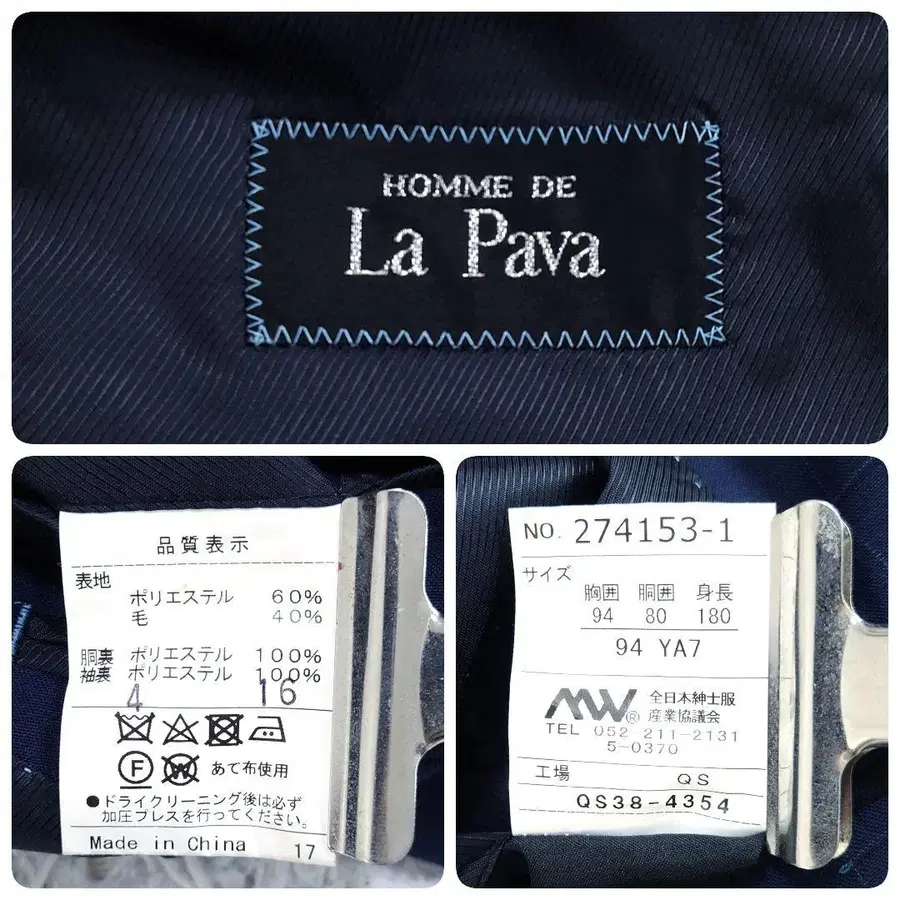 HOMME DE
La Pava
品質表示
表地
ポリエステル 60%
毛 40%
胴裏 ポリエステル 100%
袖裏 ポリエステル 100%
4 16
F W あて布使用
●ドライクリーニング後は必ず
加圧プレスを行ってください。
Made in China 17
NO. 274153-1
サイズ
胸囲 胴囲 身長
94 80 180
94 YA7
MW® 全日本紳士服
産業協議会
TEL 052 211-2131
5-0370
工場 QS
QS38-4354